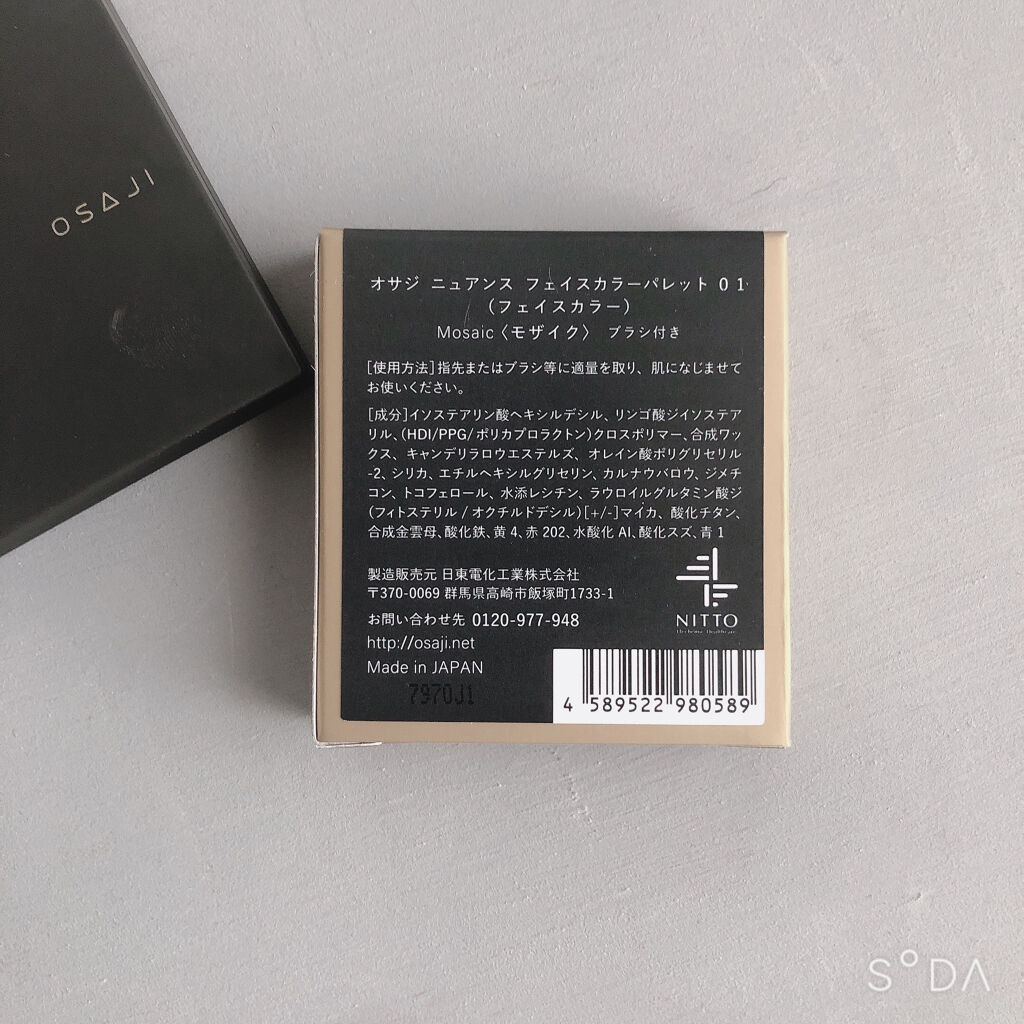 OSAJI
オサジ ニュアンス フェイスカラーパレット 01
(フェイスカラー)
Mosaic〈モザイク〉 ブラシ付き
[使用方法]指先またはブラシ等に適量を取り、肌になじませて
お使いください。
[成分]イソステアリン酸ヘキシルデシル、リンゴ酸ジイソステア
リル、(HDI/PPG/ポリカプロラクトン)クロスポリマー、合成ワッ
クス、キャンデリラロウエステルズ、オレイン酸ポリグリセリル
-2、シリカ、エチルヘキシルグリセリン、カルナウバロウ、ジメチ
コン、トコフェロール、水添レシチン、ラウロイルグルタミン酸ジ
(フィトステリル/オクチルドデシル)[+/-]マイカ、酸化チタン、
合成金雲母、酸化鉄、黄4、赤202、水酸化Al、酸化スズ、青1
製造販売元 日東電化工業株式会社
〒370-0069 群馬県高崎市飯塚町1733-1
お問い合わせ先 0120-977-948
http://osaji.net
Made in JAPAN
7970J1
NITTO
4 589522 980589
SODA